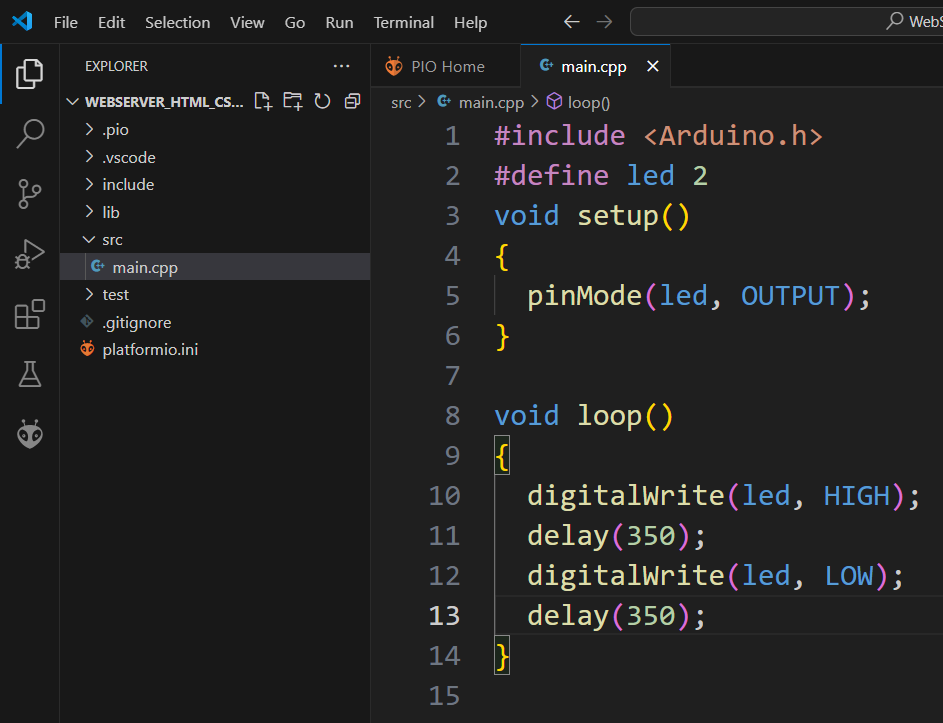 File Edit Selection View Go Run Terminal Help
WebS
EXPLORER
WEBSERVER_HTML_CS...
.pio
.vscode
include
lib
src
main.cpp
test
.gitignore
platformio.ini
PIO Home
main.cpp
src > main.cpp > loop()
1 #include <Arduino.h>
2 #define led 2
3 void setup()
4 {
5 pinMode(led, OUTPUT);
6 }
7
8 void loop()
9 {
10 digitalWrite(led, HIGH);
11 delay(350);
12 digitalWrite(led, LOW);
13 delay(350);
14 }
15